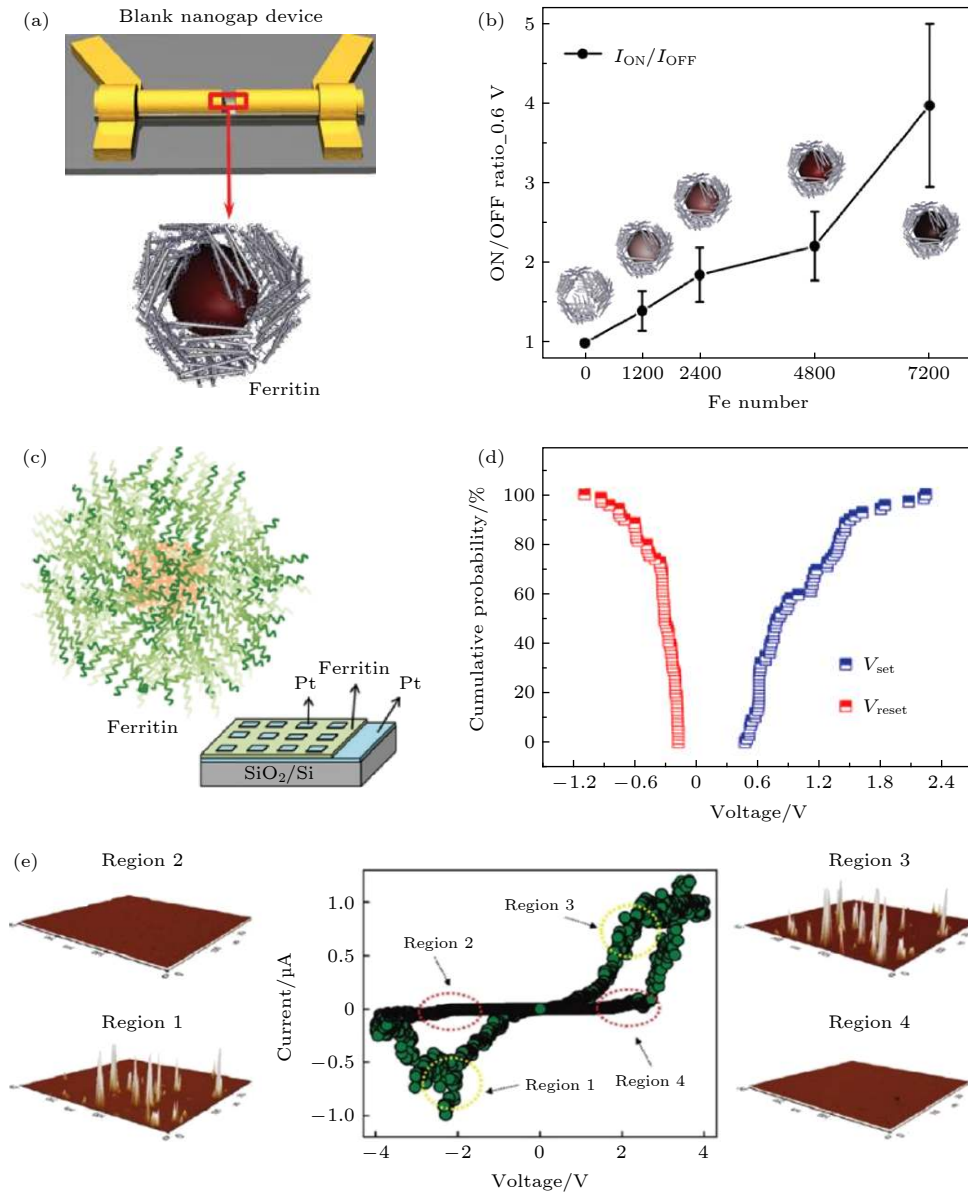 (a)
Blank nanogap device
Ferritin
(b)
I_ON/I_OFF
ON/OFF ratio_0.6 V
5
4
3
2
1
0 1200 2400 4800 7200
Fe number
(c)
Ferritin
Pt
Ferritin
Pt
SiO₂/Si
(d)
Cumulative probability/%
100
80
60
40
20
0
V_set
V_reset
−1.2 −0.6 0 0.6 1.2 1.8 2.4
Voltage/V
(e)
Region 2
Region 1
Current/μA
1.0
0.5
0
−0.5
−1.0
Region 3
Region 2
Region 1
Region 4
−4 −2 0 2 4
Voltage/V
Region 3
Region 4